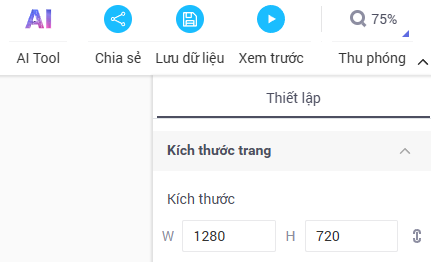 AI 75%
AI Tool Chia sẻ Lưu dữ liệu Xem trước Thu phóng
Thiết lập
Kích thước trang
Kích thước
W 1280 H 720